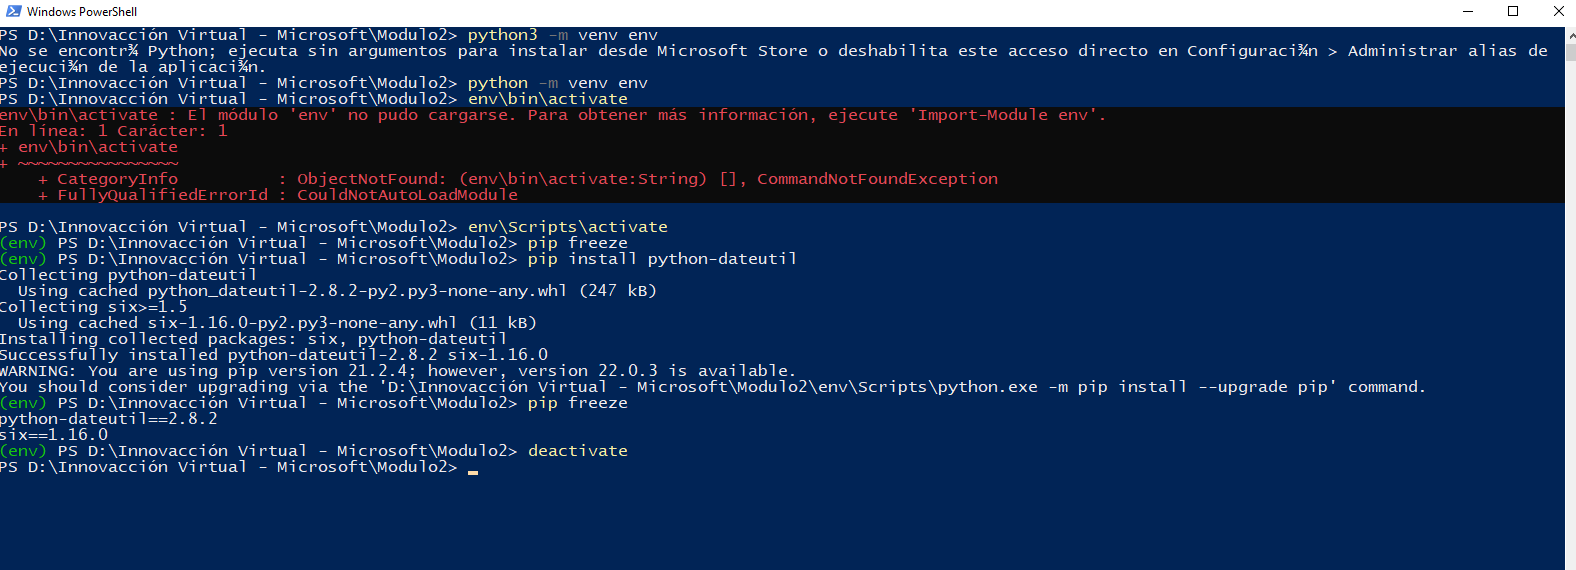 Windows PowerShell
PS D:\Innovacción Virtual - Microsoft\Modulo2> python3 -m venv env
No se encontr¾ Python; ejecuta sin argumentos para instalar desde Microsoft Store o deshabilita este acceso directo en Configuraci¾n > Administrar alias de
ejecuci¾n de la aplicaci¾n.
PS D:\Innovacción Virtual - Microsoft\Modulo2> python -m venv env
PS D:\Innovacción Virtual - Microsoft\Modulo2> env\bin\activate
env\bin\activate : El módulo 'env' no pudo cargarse. Para obtener más información, ejecute 'Import-Module env'.
En línea: 1 Carácter: 1
+ env\bin\activate
+ ~~~~~~~~~~~~~~~~
    + CategoryInfo          : ObjectNotFound: (env\bin\activate:String) [], CommandNotFoundException
    + FullyQualifiedErrorId : CouldNotAutoLoadModule
PS D:\Innovacción Virtual - Microsoft\Modulo2> env\Scripts\activate
(env) PS D:\Innovacción Virtual - Microsoft\Modulo2> pip freeze
(env) PS D:\Innovacción Virtual - Microsoft\Modulo2> pip install python-dateutil
Collecting python-dateutil
  Using cached python_dateutil-2.8.2-py2.py3-none-any.whl (247 kB)
Collecting six>=1.5
  Using cached six-1.16.0-py2.py3-none-any.whl (11 kB)
Installing collected packages: six, python-dateutil
Successfully installed python-dateutil-2.8.2 six-1.16.0
WARNING: You are using pip version 21.2.4; however, version 22.0.3 is available.
You should consider upgrading via the 'D:\Innovacción Virtual - Microsoft\Modulo2\env\Scripts\python.exe -m pip install --upgrade pip' command.
(env) PS D:\Innovacción Virtual - Microsoft\Modulo2> pip freeze
python-dateutil==2.8.2
six==1.16.0
(env) PS D:\Innovacción Virtual - Microsoft\Modulo2> deactivate
PS D:\Innovacción Virtual - Microsoft\Modulo2>